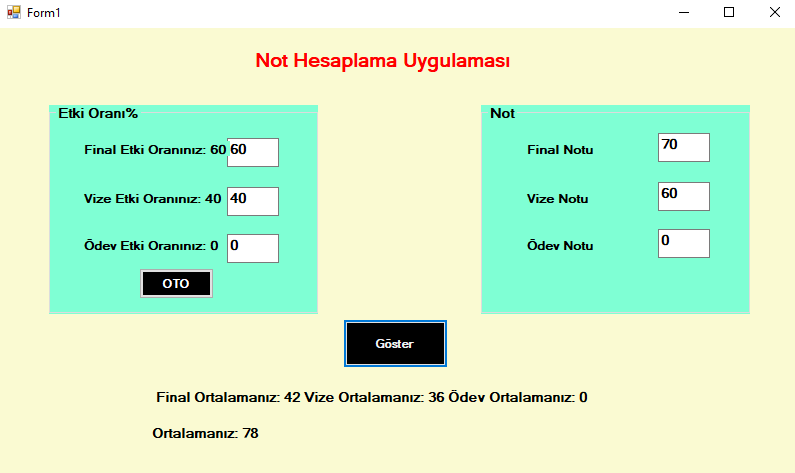 Form1
Not Hesaplama Uygulaması
Etki Oranı%
Final Etki Oranınız: 60 60
Vize Etki Oranınız: 40 40
Ödev Etki Oranınız: 0 0
OTO
Not
Final Notu 70
Vize Notu 60
Ödev Notu 0
Göster
Final Ortalamanız: 42 Vize Ortalamanız: 36 Ödev Ortalamanız: 0
Ortalamanız: 78